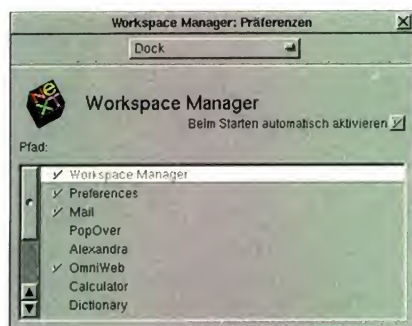 Workspace Manager: Präferenzen
Dock
NeXT
Workspace Manager
Beim Starten automatisch aktivieren
Pfad:
Workspace Manager
Preferences
Mail
PopOver
Alexandra
OmniWeb
Calculator
Dictionary